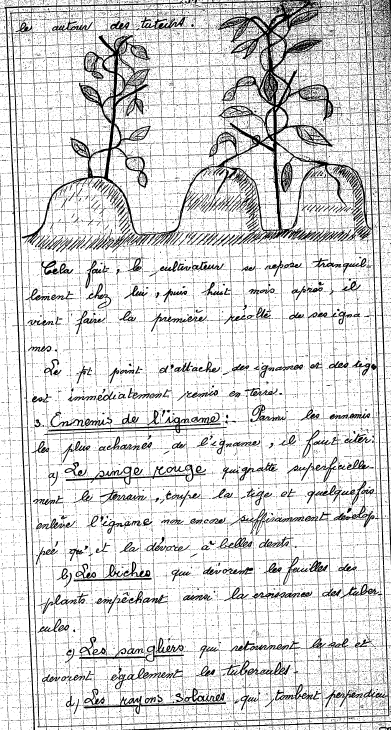 le autour des tuteurs.
Cela fait, le cultivateur se repose tranquil-
lement chez lui, puis huit mois après, il
vient faire la première récolte de ses igna-
mes.
Le pt point d'attache des ignames et des tiges
est immédiatement remis en terre.
3. Ennemis de l'igname: Parmi les ennemis
les plus acharnés de l'igname, il faut citer:
a) Le singe rouge qui gratte superficielle-
ment le terrain, coupe la tige et quelquefois
enlève l'igname non encore suffisamment dévelop-
pée et la dévore à belles dents.
b) Les biches qui dévorent les feuilles des
plants empêchant ainsi la croissance des tuber-
cules.
c) Les sangliers qui retournent le sol et
dévorent également les tubercules.
d) Les rayons solaires qui tombent perpendicu